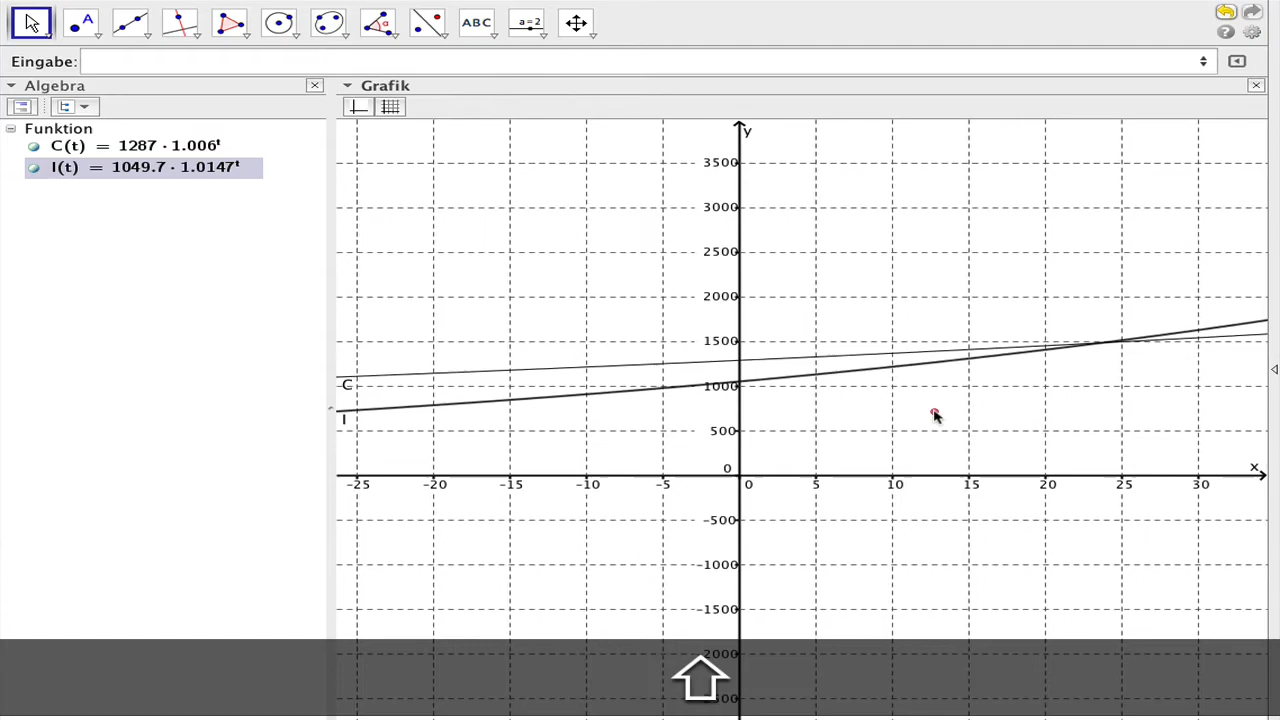 ABC
a=2
Eingabe:
Algebra
Grafik
Funktion
C(t) = 1287 · 1.006ᵗ
I(t) = 1049.7 · 1.0147ᵗ
y
3500
3000
2500
2000
1500
1000
500
0
-500
-1000
-1500
2000
500
C
I
x
-25 -20 -15 -10 -5 0 5 10 15 20 25 30
α
A